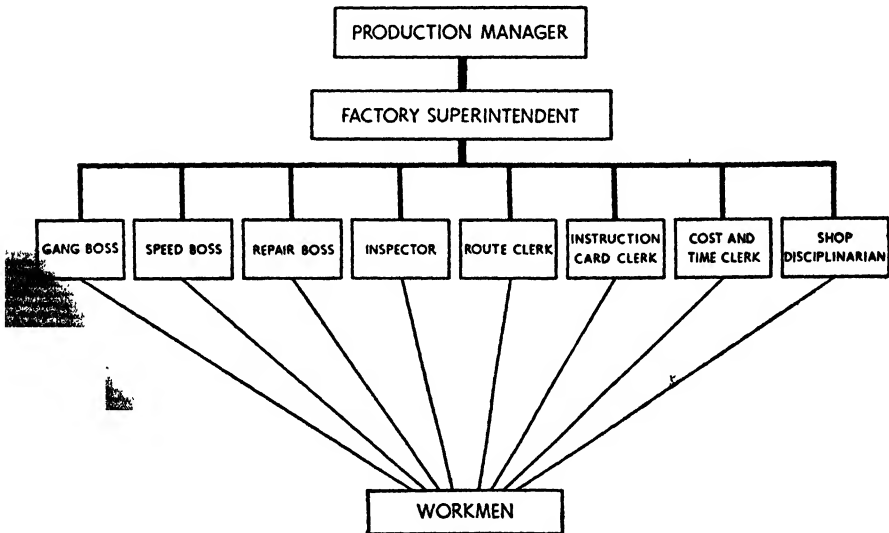 PRODUCTION MANAGER
FACTORY SUPERINTENDENT
GANG BOSS
SPEED BOSS
REPAIR BOSS
INSPECTOR
ROUTE CLERK
INSTRUCTION
CARD CLERK
COST AND
TIME CLERK
SHOP
DISCIPLINARIAN
WORKMEN